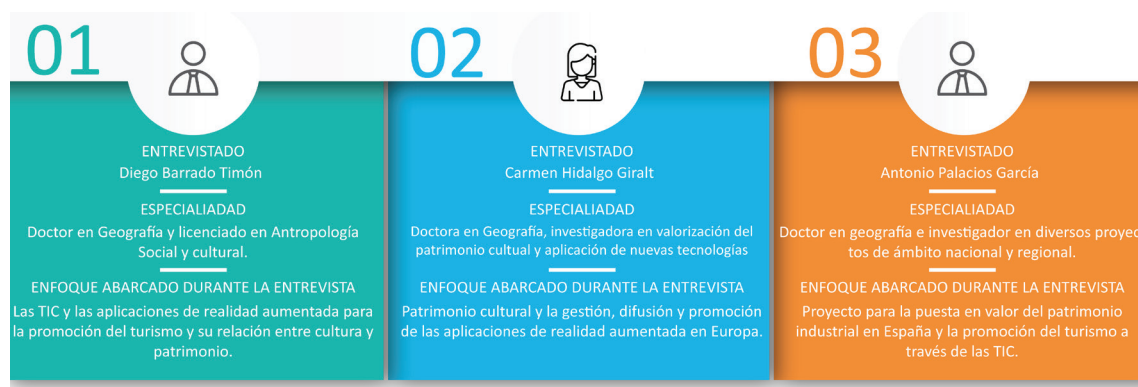 01
ENTREVISTADO
Diego Barrado Timón
ESPECIALIADAD
Doctor en Geografía y licenciado en Antropología
Social y cultural.
ENFOQUE ABARCADO DURANTE LA ENTREVISTA
Las TIC y las aplicaciones de realidad aumentada para
la promoción del turismo y su relación entre cultura y
patrimonio.
02
ENTREVISTADO
Carmen Hidalgo Giralt
ESPECIALIADAD
Doctora en Geografía, investigadora en valorización del
patrimonio cultual y aplicación de nuevas tecnologías
ENFOQUE ABARCADO DURANTE LA ENTREVISTA
Patrimonio cultural y la gestión, difusión y promoción
de las aplicaciones de realidad aumentada en Europa.
03
ENTREVISTADO
Antonio Palacios García
ESPECIALIADAD
Doctor en geografía e investigador en diversos proyec
tos de ámbito nacional y regional.
ENFOQUE ABARCADO DURANTE LA ENTREVISTA
Proyecto para la puesta en valor del patrimonio
industrial en España y la promoción del turismo a
través de las TIC.